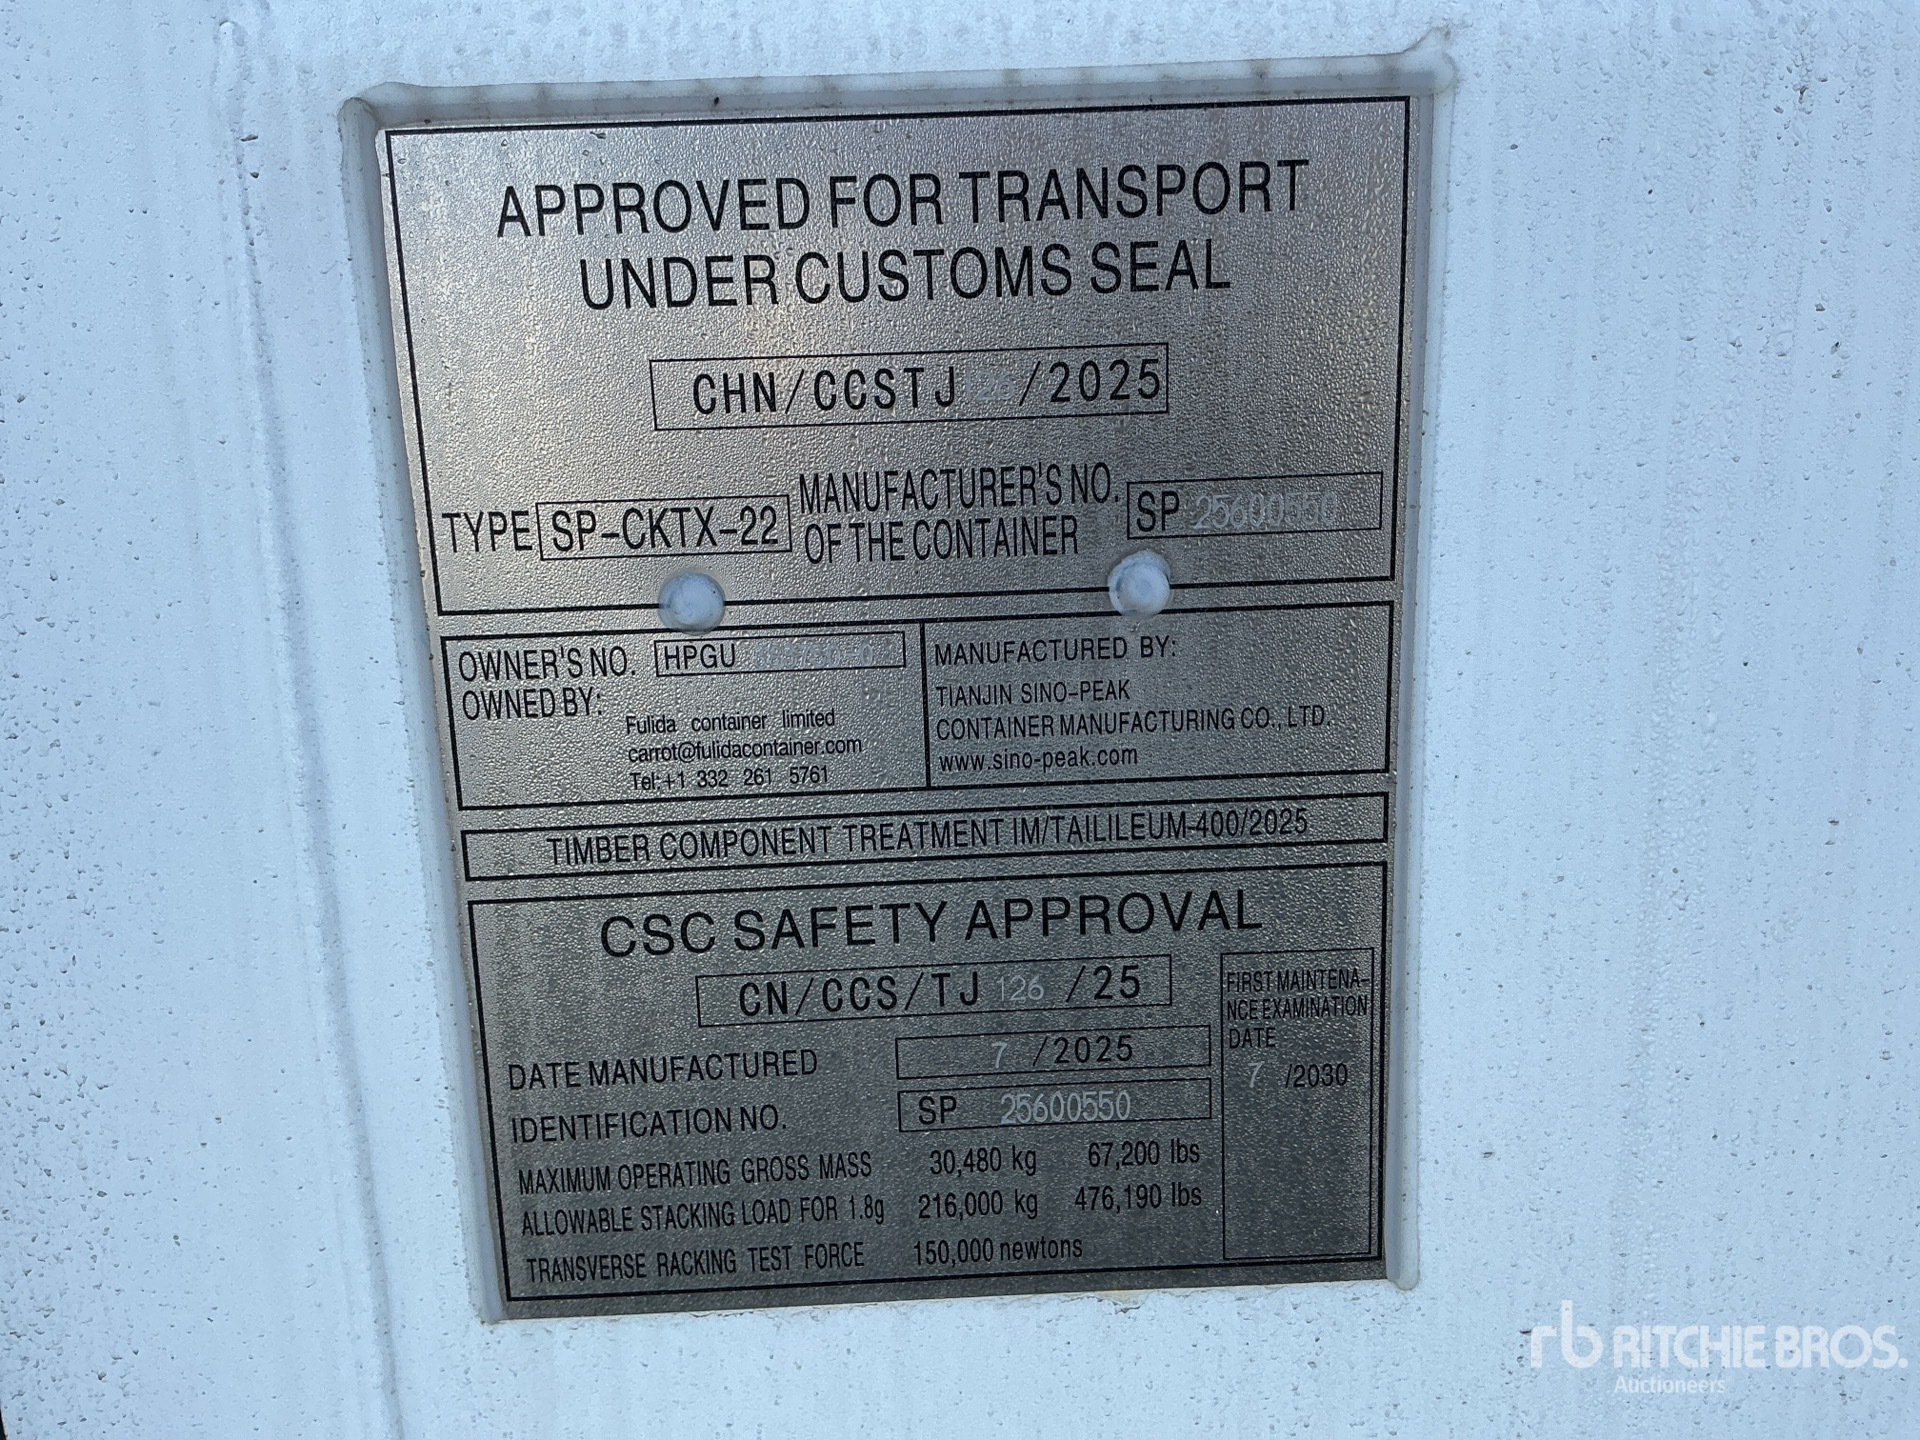 APPROVED FOR TRANSPORT
UNDER CUSTOMS SEAL
CHN/CCSTJ 126 /2025
TYPE SP-CKTX-22 MANUFACTURER'S NO. OF THE CONTAINER SP 25600550
OWNER'S NO. HPGU
OWNED BY:
Fulida container limited
carrot@fulidacontainer.com
Tel:+1 332 261 5761
MANUFACTURED BY:
TIANJIN SINO-PEAK
CONTAINER MANUFACTURING CO., LTD.
www.sino-peak.com
TIMBER COMPONENT TREATMENT IM/TAILILEUM-400/2025
CSC SAFETY APPROVAL
CN/CCS/TJ 126 /25
DATE MANUFACTURED 7 /2025
IDENTIFICATION NO. SP 25600550
MAXIMUM OPERATING GROSS MASS 30,480 kg 67,200 lbs
ALLOWABLE STACKING LOAD FOR 1.8g 216,000 kg 476,190 lbs
TRANSVERSE RACKING TEST FORCE 150,000 newtons
FIRST MAINTENA-
NCE EXAMINATION
DATE
7 /2030
rb RITCHIE BROS.
Auctioneers